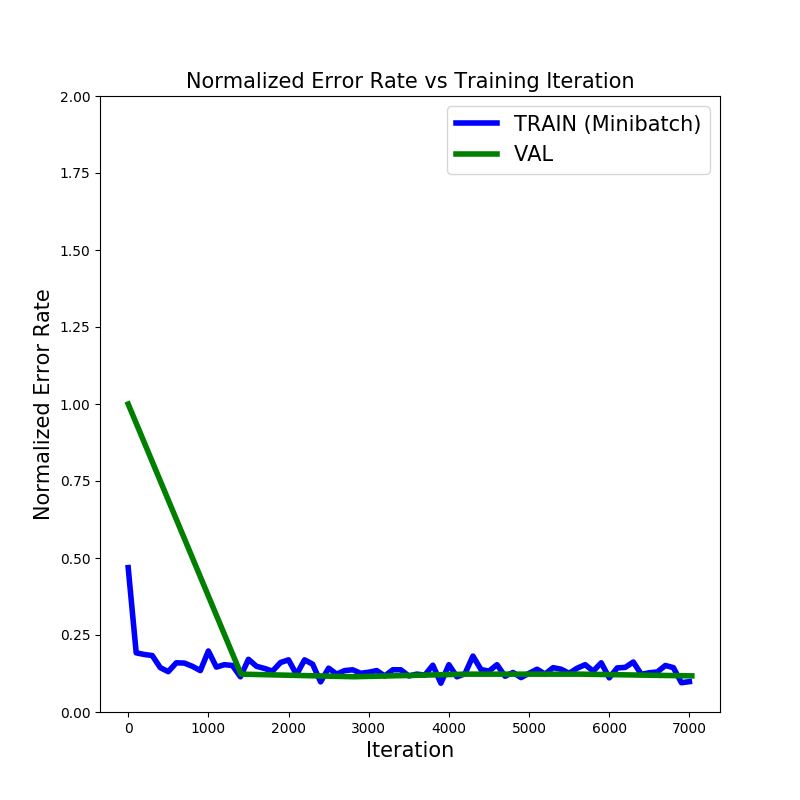 Normalized Error Rate vs Training Iteration
TRAIN (Minibatch)
VAL
2.00
1.75
1.50
1.25
1.00
0.75
0.50
0.25
0.00
Normalized Error Rate
0 1000 2000 3000 4000 5000 6000 7000
Iteration